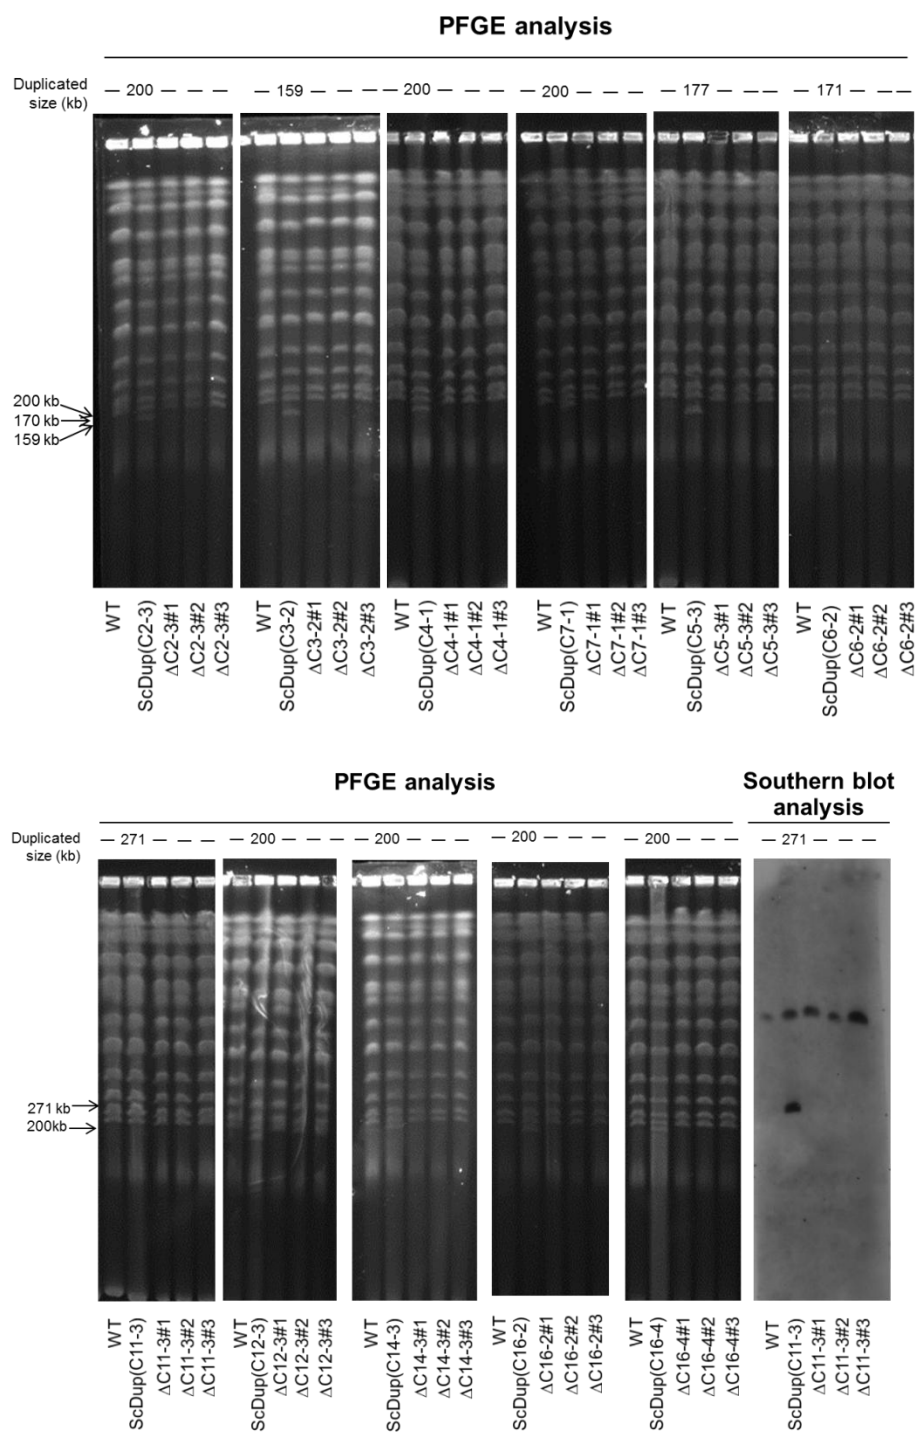 PFGE analysis
Duplicated size (kb)
— 200 — — —
— 159 — — —
— 200 — — —
— 200 — — —
— 177 — — —
— 171 — — —
200 kb
170 kb
159 kb
WT
ScDup(C2-3)
ΔC2-3#1
ΔC2-3#2
ΔC2-3#3
WT
ScDup(C3-2)
ΔC3-2#1
ΔC3-2#2
ΔC3-2#3
WT
ScDup(C4-1)
ΔC4-1#1
ΔC4-1#2
ΔC4-1#3
WT
ScDup(C7-1)
ΔC7-1#1
ΔC7-1#2
ΔC7-1#3
WT
ScDup(C5-3)
ΔC5-3#1
ΔC5-3#2
ΔC5-3#3
WT
ScDup(C6-2)
ΔC6-2#1
ΔC6-2#2
ΔC6-2#3
PFGE analysis
Southern blot
analysis
Duplicated
size (kb)
— 271 — — —
— 200 — — —
— 200 — — —
— 200 — — —
— 200 — — —
— 271 — — —
271 kb
200kb
WT
ScDup(C11-3)
ΔC11-3#1
ΔC11-3#2
ΔC11-3#3
WT
ScDup(C12-3)
ΔC12-3#1
ΔC12-3#2
ΔC12-3#3
WT
ScDup(C14-3)
ΔC14-3#1
ΔC14-3#2
ΔC14-3#3
WT
ScDup(C16-2)
ΔC16-2#1
ΔC16-2#2
ΔC16-2#3
WT
ScDup(C16-4)
ΔC16-4#1
ΔC16-4#2
ΔC16-4#3
WT
ScDup(C11-3)
ΔC11-3#1
ΔC11-3#2
ΔC11-3#3